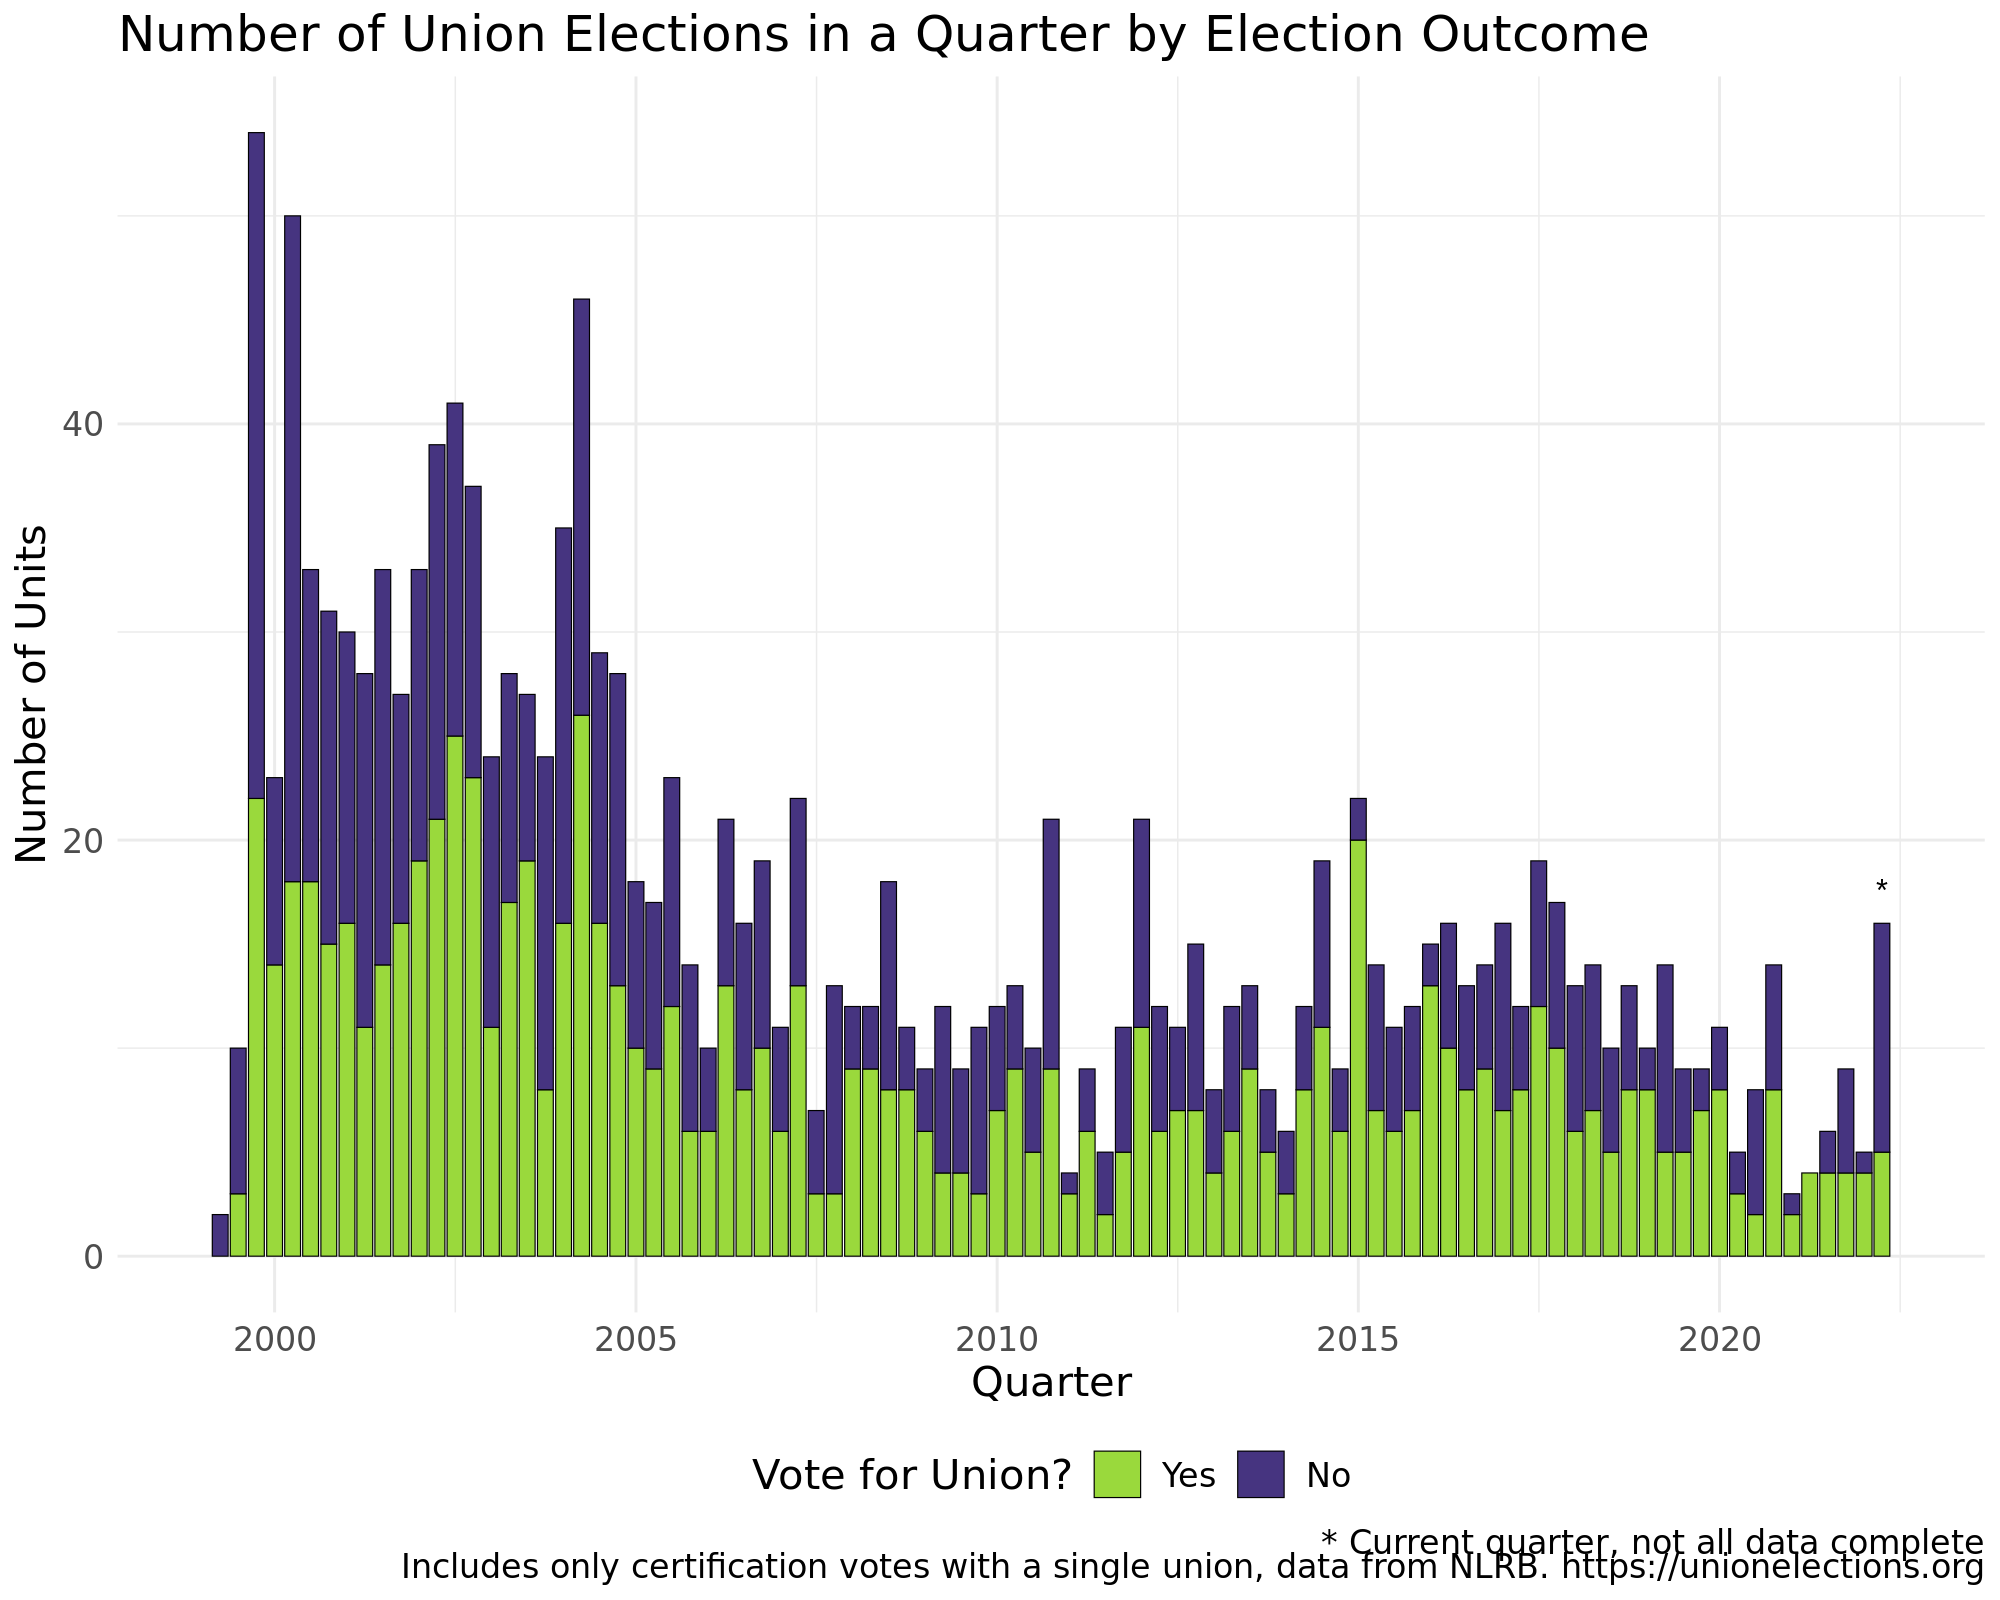 Number of Union Elections in a Quarter by Election Outcome
Number of Units
40
20
0
*
2000 2005 2010 2015 2020
Quarter
Vote for Union? Yes No
* Current quarter, not all data complete
Includes only certification votes with a single union, data from NLRB. https://unionelections.org